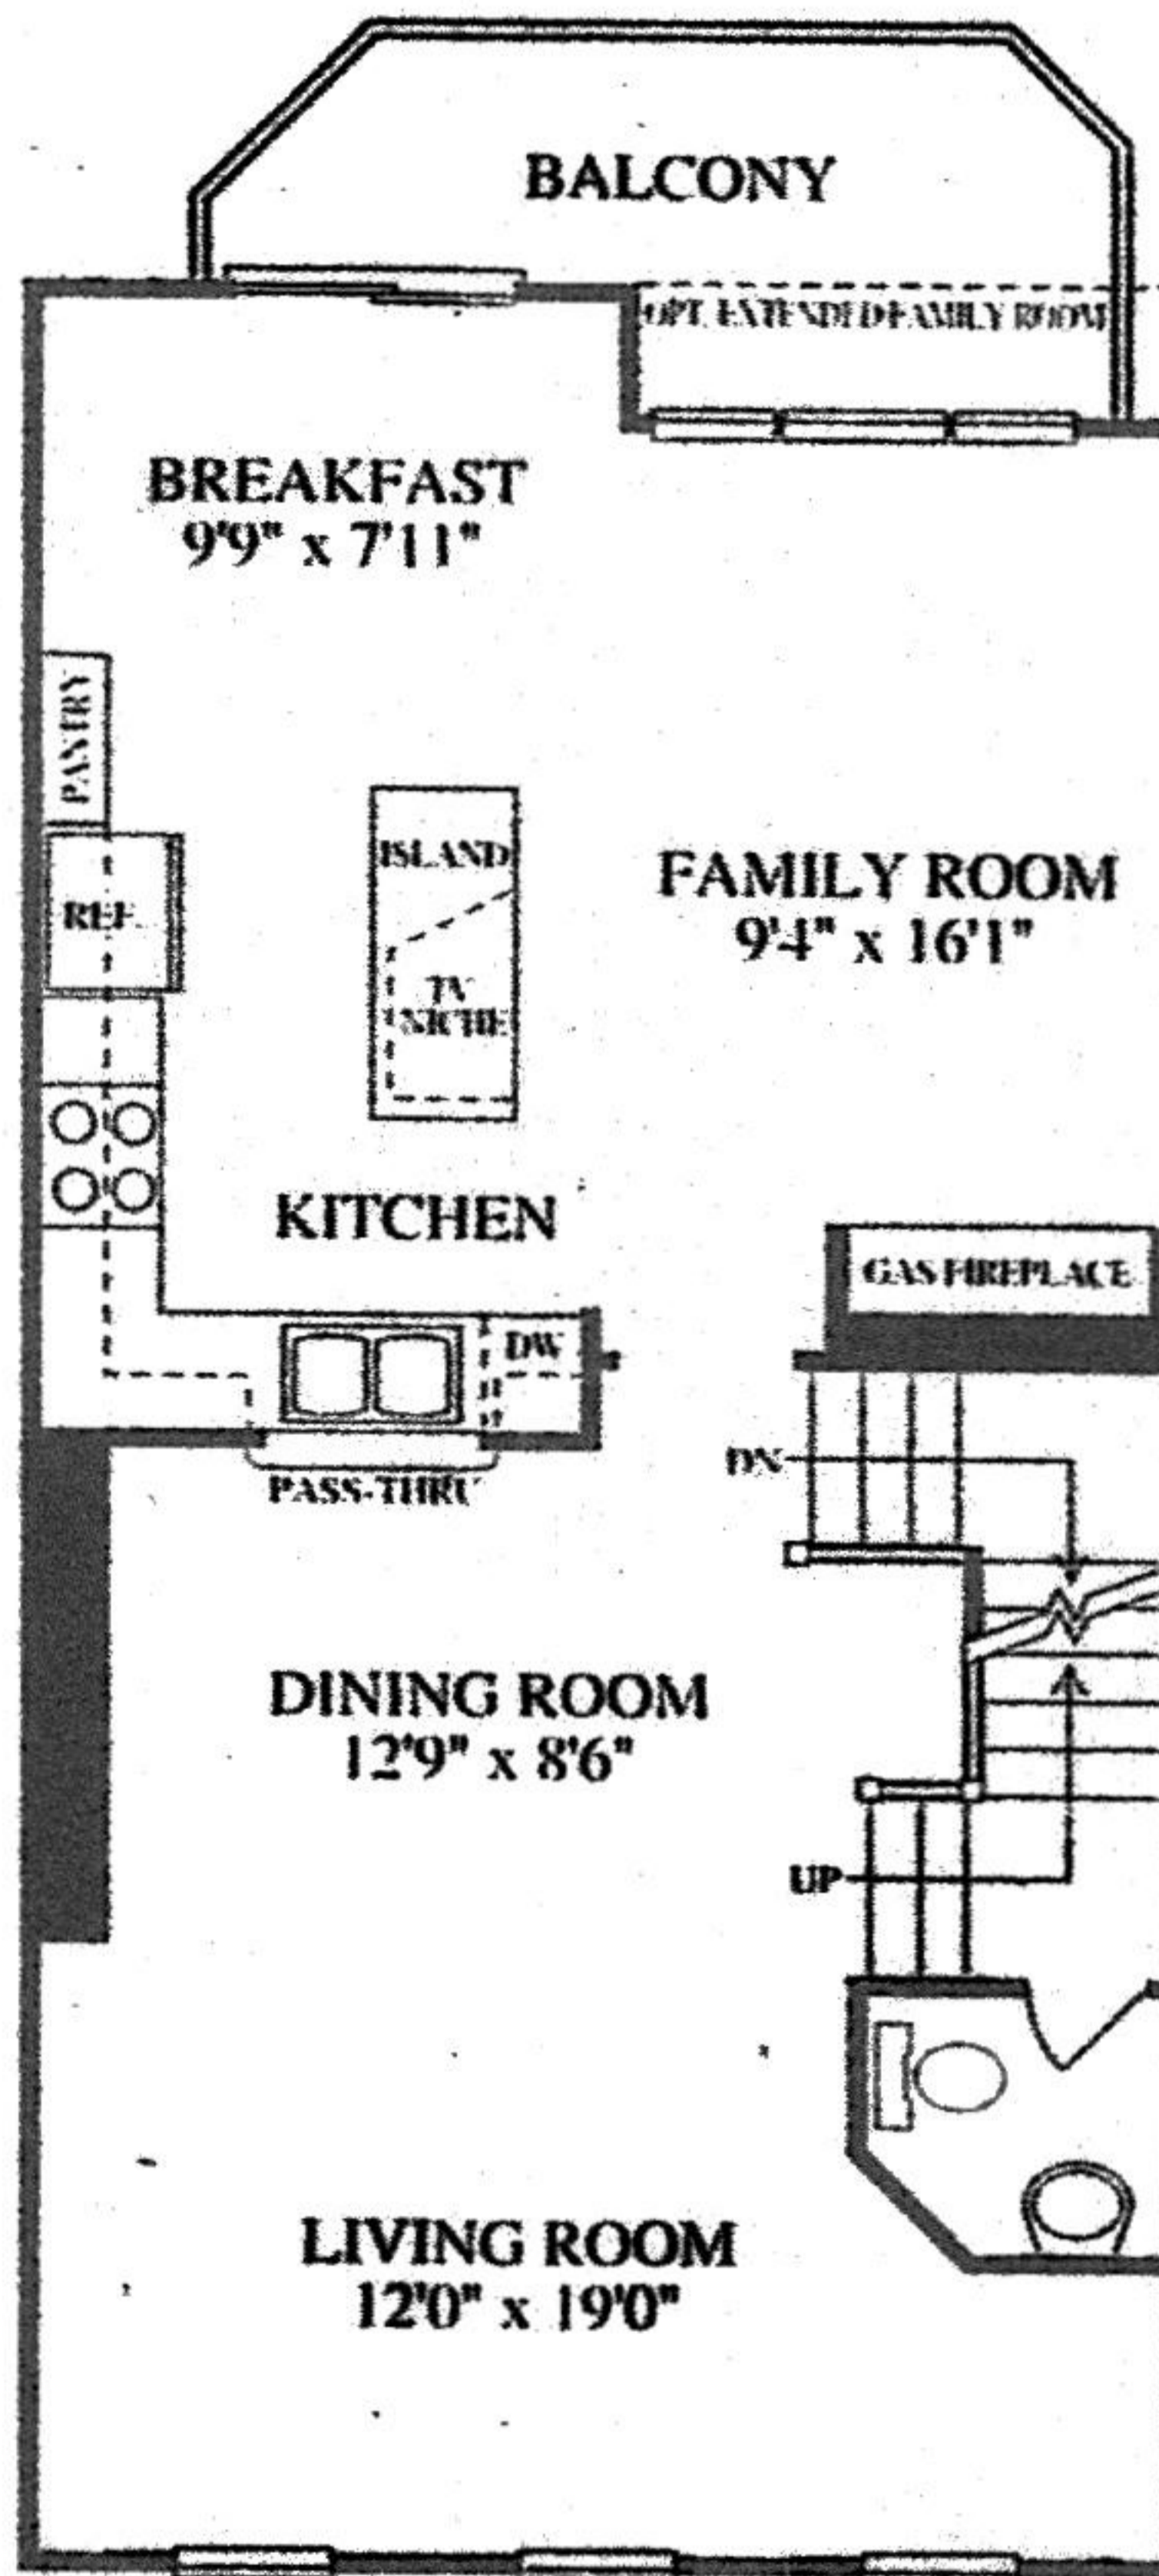 BALCONY
OPT. EXTENDED FAMILY ROOM
BREAKFAST
9'9" x 7'11"
PANTRY
ISLAND
REF.
TV
NICHE
FAMILY ROOM
9'4" x 16'1"
KITCHEN
GAS FIREPLACE
DW
DN
PASS-THRU
DINING ROOM
12'9" x 8'6"
UP
LIVING ROOM
12'0" x 19'0"